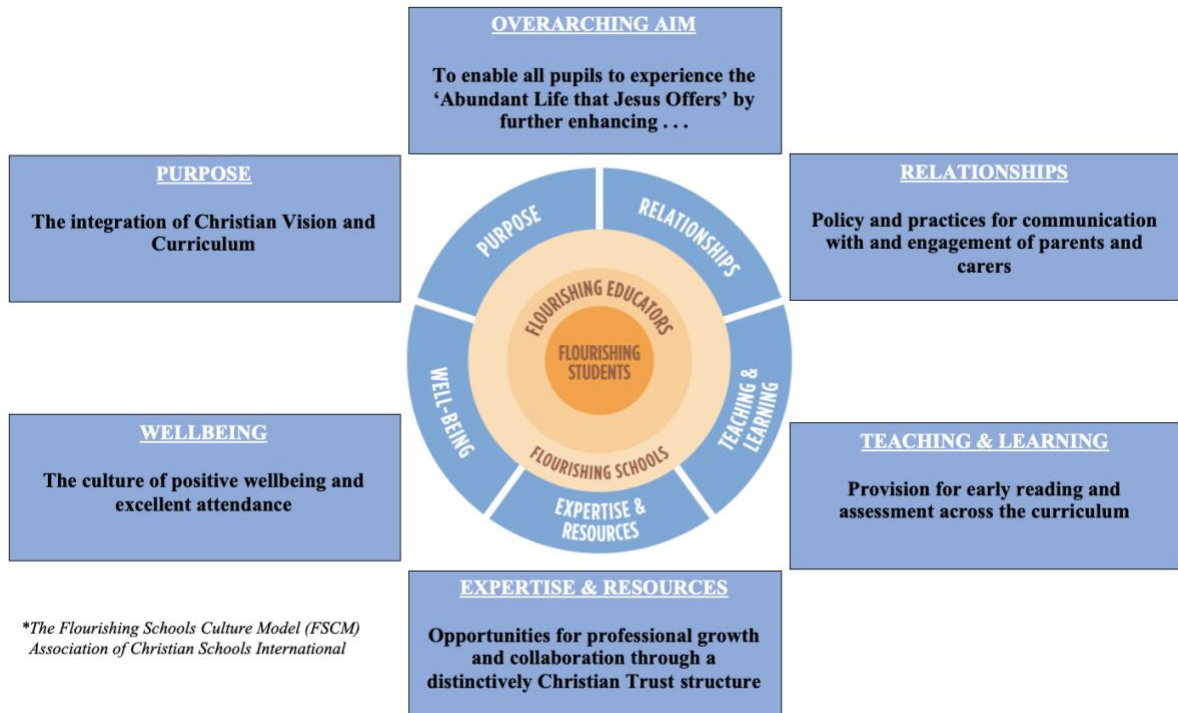 OVERARCHING AIM
To enable all pupils to experience the
‘Abundant Life that Jesus Offers’ by
further enhancing . . .
PURPOSE
The integration of Christian Vision and
Curriculum
RELATIONSHIPS
Policy and practices for communication
with and engagement of parents and
carers
PURPOSE
RELATIONSHIPS
FLOURISHING EDUCATORS
FLOURISHING
STUDENTS
WELL-BEING
TEACHING &
LEARNING
FLOURISHING SCHOOLS
EXPERTISE &
RESOURCES
WELLBEING
The culture of positive wellbeing and
excellent attendance
TEACHING & LEARNING
Provision for early reading and
assessment across the curriculum
EXPERTISE & RESOURCES
Opportunities for professional growth
and collaboration through a
distinctively Christian Trust structure
*The Flourishing Schools Culture Model (FSCM)
Association of Christian Schools International